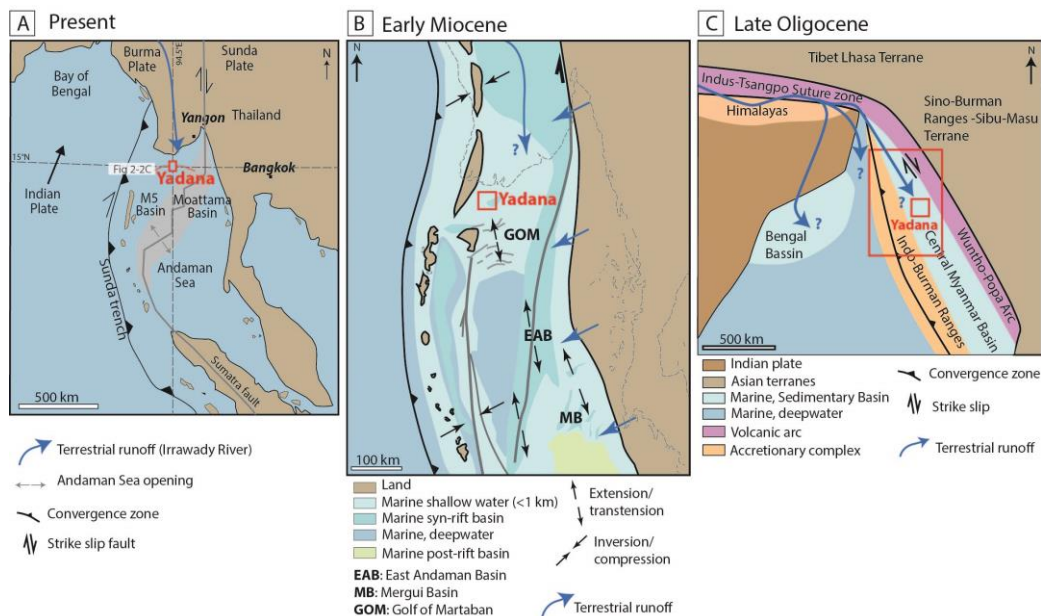 A Present
Burma Plate
94.5°E
Sunda Plate
N
Bay of Bengal
Yangon
Thailand
15°N
Fig 2-2C
Yadana
Bangkok
Indian Plate
M5 Basin
Moattama Basin
Andaman Sea
Sunda trench
Sumatra fault
500 km
Terrestrial runoff (Irrawady River)
Andaman Sea opening
Convergence zone
Strike slip fault
B Early Miocene
N
?
Yadana
GOM
EAB
MB
100 km
Land
Marine shallow water (<1 km)
Marine syn-rift basin
Marine, deepwater
Marine post-rift basin
EAB: East Andaman Basin
MB: Mergui Basin
GOM: Golf of Martaban
Extension/
transtension
Inversion/
compression
Terrestrial runoff
C Late Oligocene
N
Tibet Lhasa Terrane
Indus-Tsangpo Suture zone
Himalayas
Sino-Burman
Ranges -Sibu-Masu
Terrane
?
?
?
Yadana
Bengal
Bassin
Indo-Burman Ranges
Central Myanmar Basin
Wuntho-Popa Arc
500 km
Indian plate
Asian terranes
Marine, Sedimentary Basin
Marine, deepwater
Volcanic arc
Accretionary complex
Convergence zone
Strike slip
Terrestrial runoff